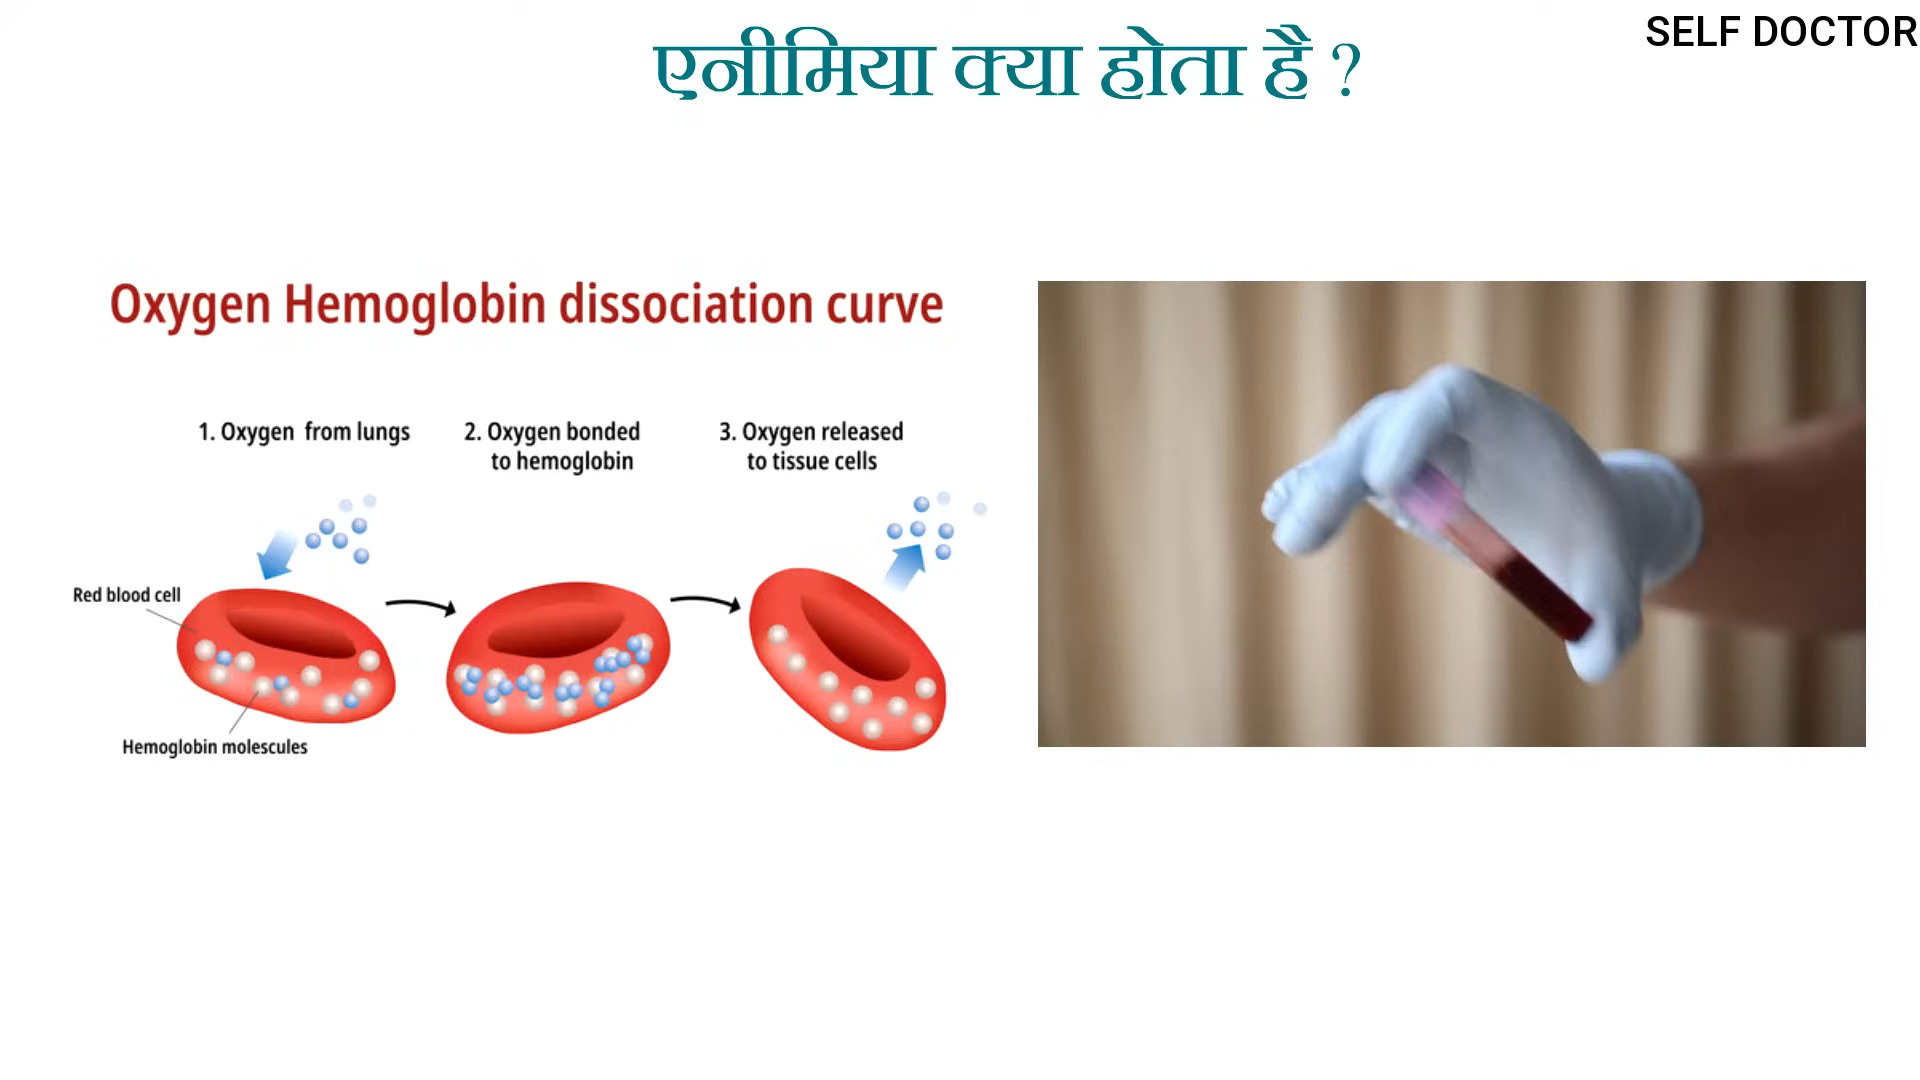 एनीमिया क्या होता है ?
SELF DOCTOR
Oxygen Hemoglobin dissociation curve
1. Oxygen from lungs
2. Oxygen bonded
to hemoglobin
3. Oxygen released
to tissue cells
Red blood cell
Hemoglobin molecules